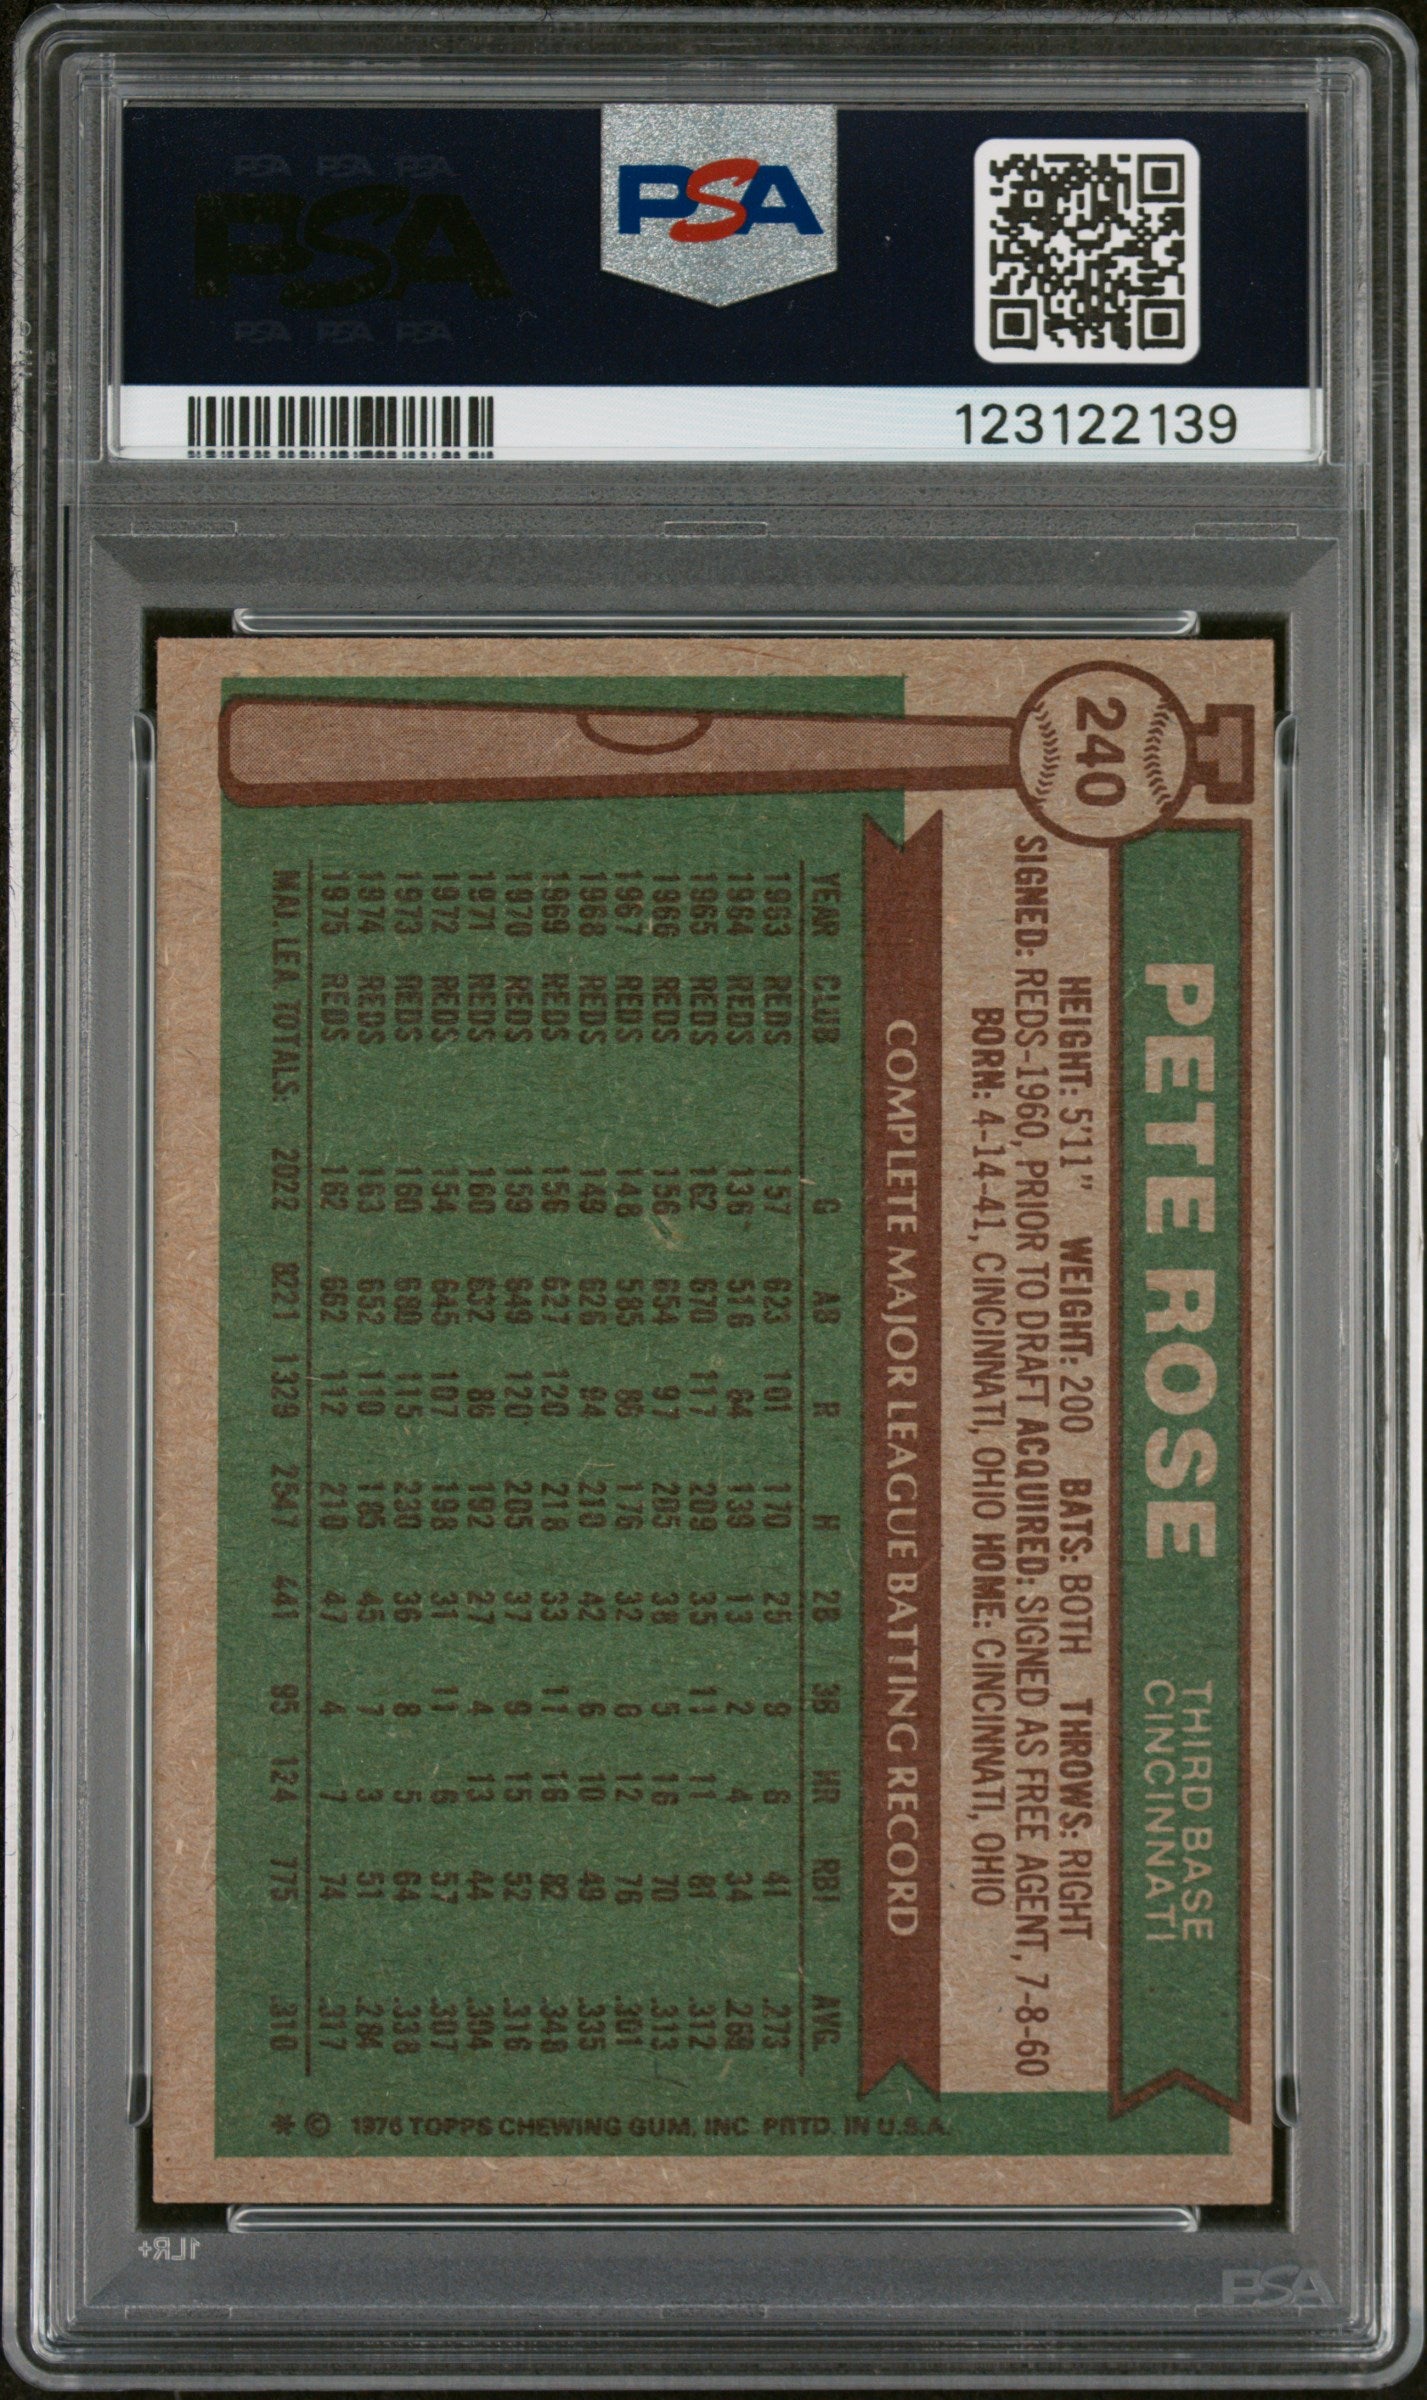 PSA PSA PSA
PSA
PSA PSA PSA
PSA
123122139
240
PETE ROSE
THIRD BASE
CINCINNATI
HEIGHT: 5'11" WEIGHT: 200 BATS: BOTH THROWS: RIGHT
SIGNED: REDS-1960, PRIOR TO DRAFT ACQUIRED: SIGNED AS FREE AGENT, 7-8-60
BORN: 4-14-41, CINCINNATI, OHIO HOME: CINCINNATI, OHIO
COMPLETE MAJOR LEAGUE BATTING RECORD
YEAR CLUB G AB R H 2B 3B HR RBI AVG.
1963 REDS 157 623 101 170 25 9 6 41 .273
1964 REDS 136 516 64 139 13 2 4 34 .269
1965 REDS 162 670 117 209 35 11 11 81 .312
1966 REDS 156 654 97 205 38 5 16 70 .313
1967 REDS 148 585 86 176 32 8 12 76 .301
1968 REDS 149 626 94 210 42 6 10 49 .335
1969 REDS 156 627 120 218 33 11 16 82 .348
1970 REDS 159 649 120 205 37 9 15 52 .316
1971 REDS 160 632 86 192 27 4 13 44 .304
1972 REDS 154 645 107 198 31 11 6 57 .307
1973 REDS 160 680 115 230 36 8 5 64 .338
1974 REDS 163 652 110 185 45 7 3 51 .284
1975 REDS 162 662 112 210 47 4 7 74 .317
MAJ. LEA. TOTALS: 2022 8221 1329 2547 441 95 124 775 .310
* © 1976 TOPPS CHEWING GUM, INC PRTD. IN U.S.A.
1LR+
PSA